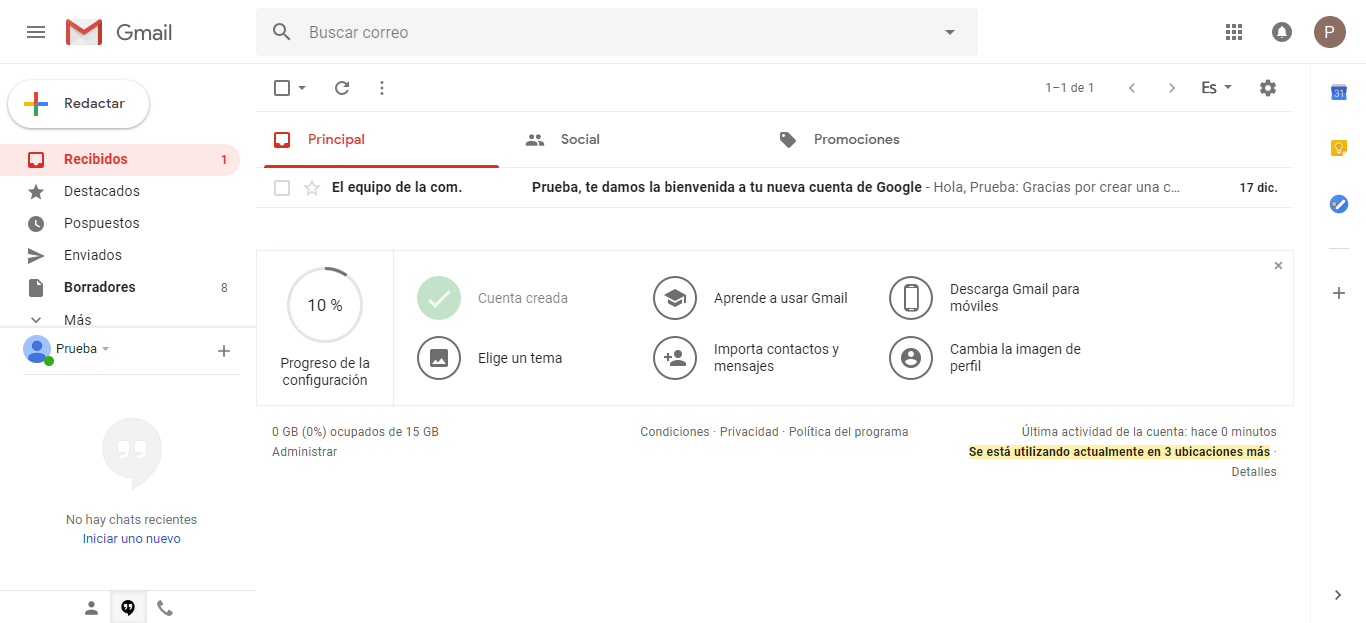 Gmail
Buscar correo
P
Redactar
1–1 de 1
Es
31
Recibidos 1
Destacados
Pospuestos
Enviados
Borradores 8
Más
Prueba
No hay chats recientes
Iniciar uno nuevo
Principal
Social
Promociones
El equipo de la com. Prueba, te damos la bienvenida a tu nueva cuenta de Google - Hola, Prueba: Gracias por crear una c… 17 dic.
10 %
Progreso de la
configuración
Cuenta creada
Aprende a usar Gmail
Descarga Gmail para
móviles
Elige un tema
Importa contactos y
mensajes
Cambia la imagen de
perfil
0 GB (0%) ocupados de 15 GB
Administrar
Condiciones · Privacidad · Política del programa
Última actividad de la cuenta: hace 0 minutos
Se está utilizando actualmente en 3 ubicaciones más ·
Detalles